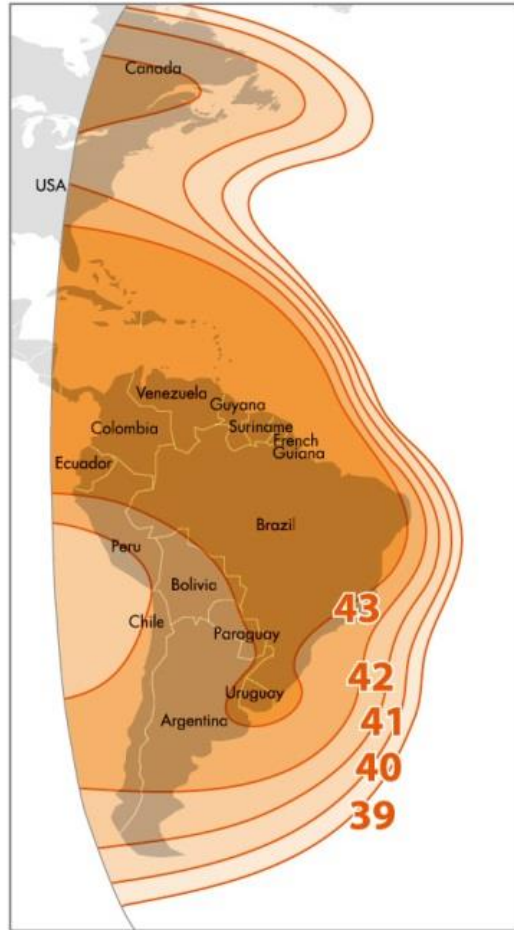 Canada
USA
Venezuela
Guyana
Colombia
Suriname
French
Guiana
Ecuador
Brazil
Peru
Bolivia
43
Chile
Paraguay
42
Uruguay
Argentina
41
40
39